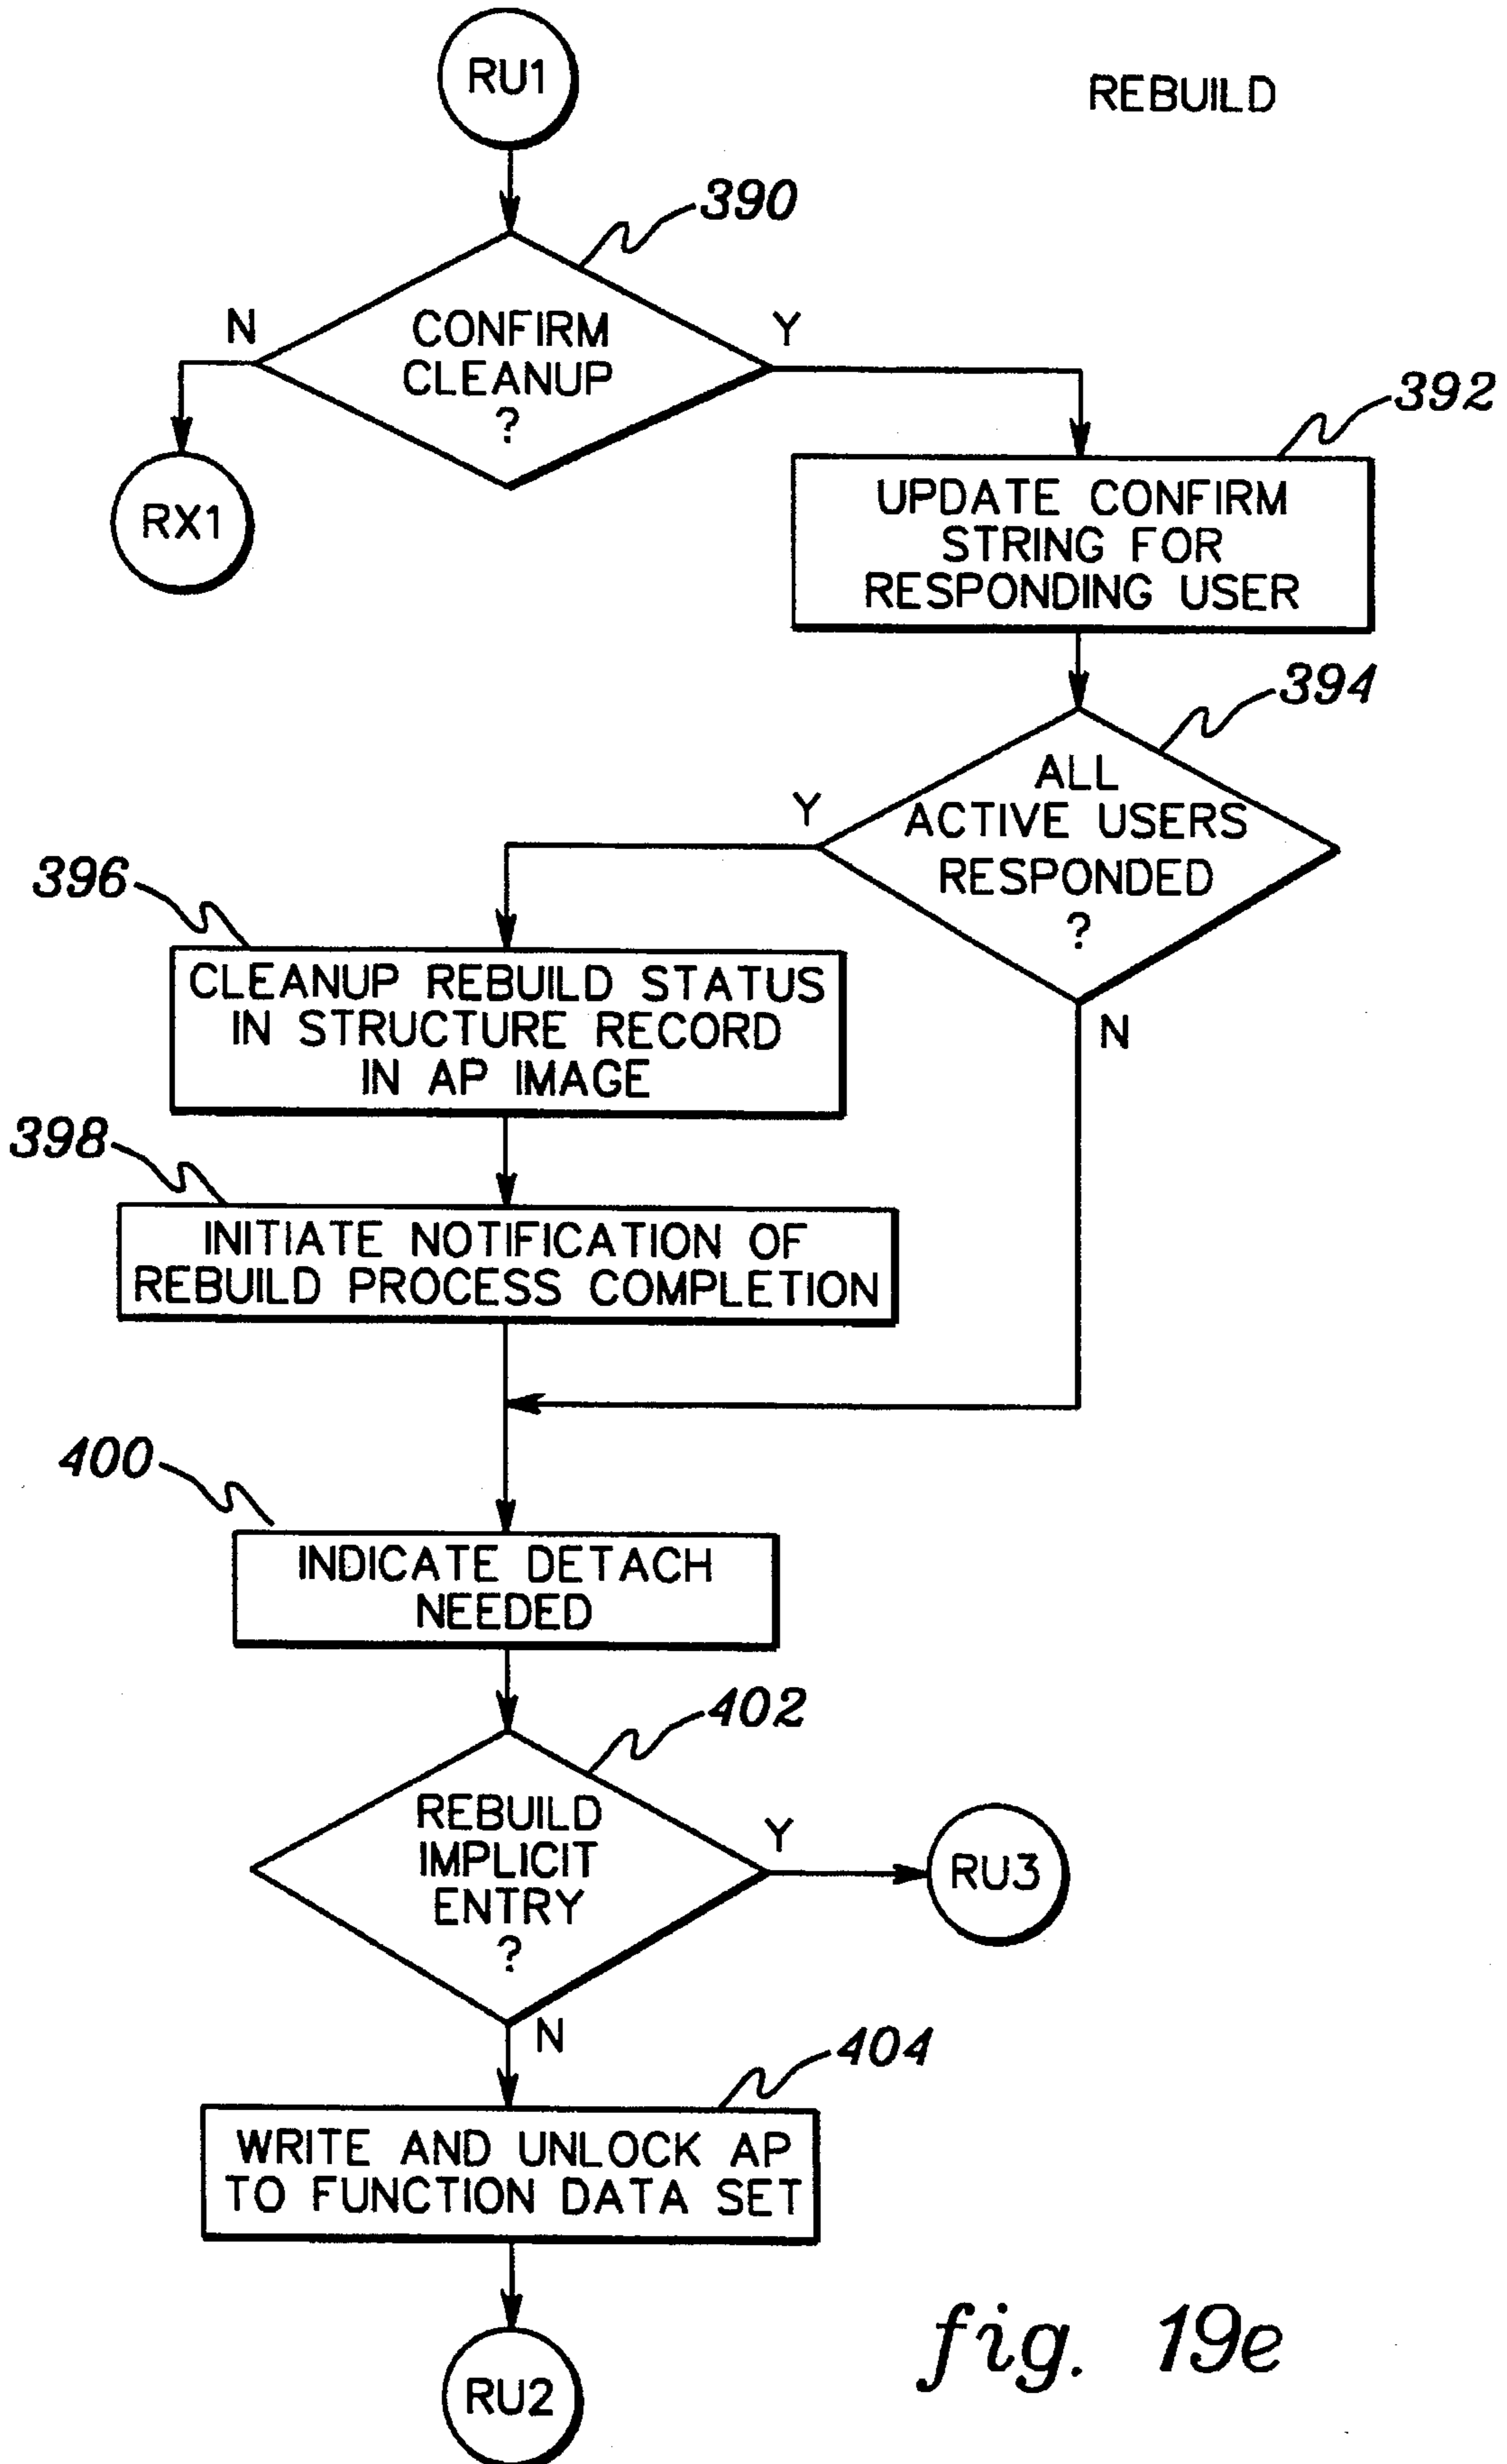 RU1
REBUILD
390
N
CONFIRM
CLEANUP
?
Y
RX1
392
UPDATE CONFIRM
STRING FOR
RESPONDING USER
394
ALL
ACTIVE USERS
RESPONDED
?
Y
N
396
CLEANUP REBUILD STATUS
IN STRUCTURE RECORD
IN AP IMAGE
398
INITIATE NOTIFICATION OF
REBUILD PROCESS COMPLETION
400
INDICATE DETACH
NEEDED
402
REBUILD
IMPLICIT
ENTRY
?
Y
RU3
N
404
WRITE AND UNLOCK AP
TO FUNCTION DATA SET
RU2
fig. 19e